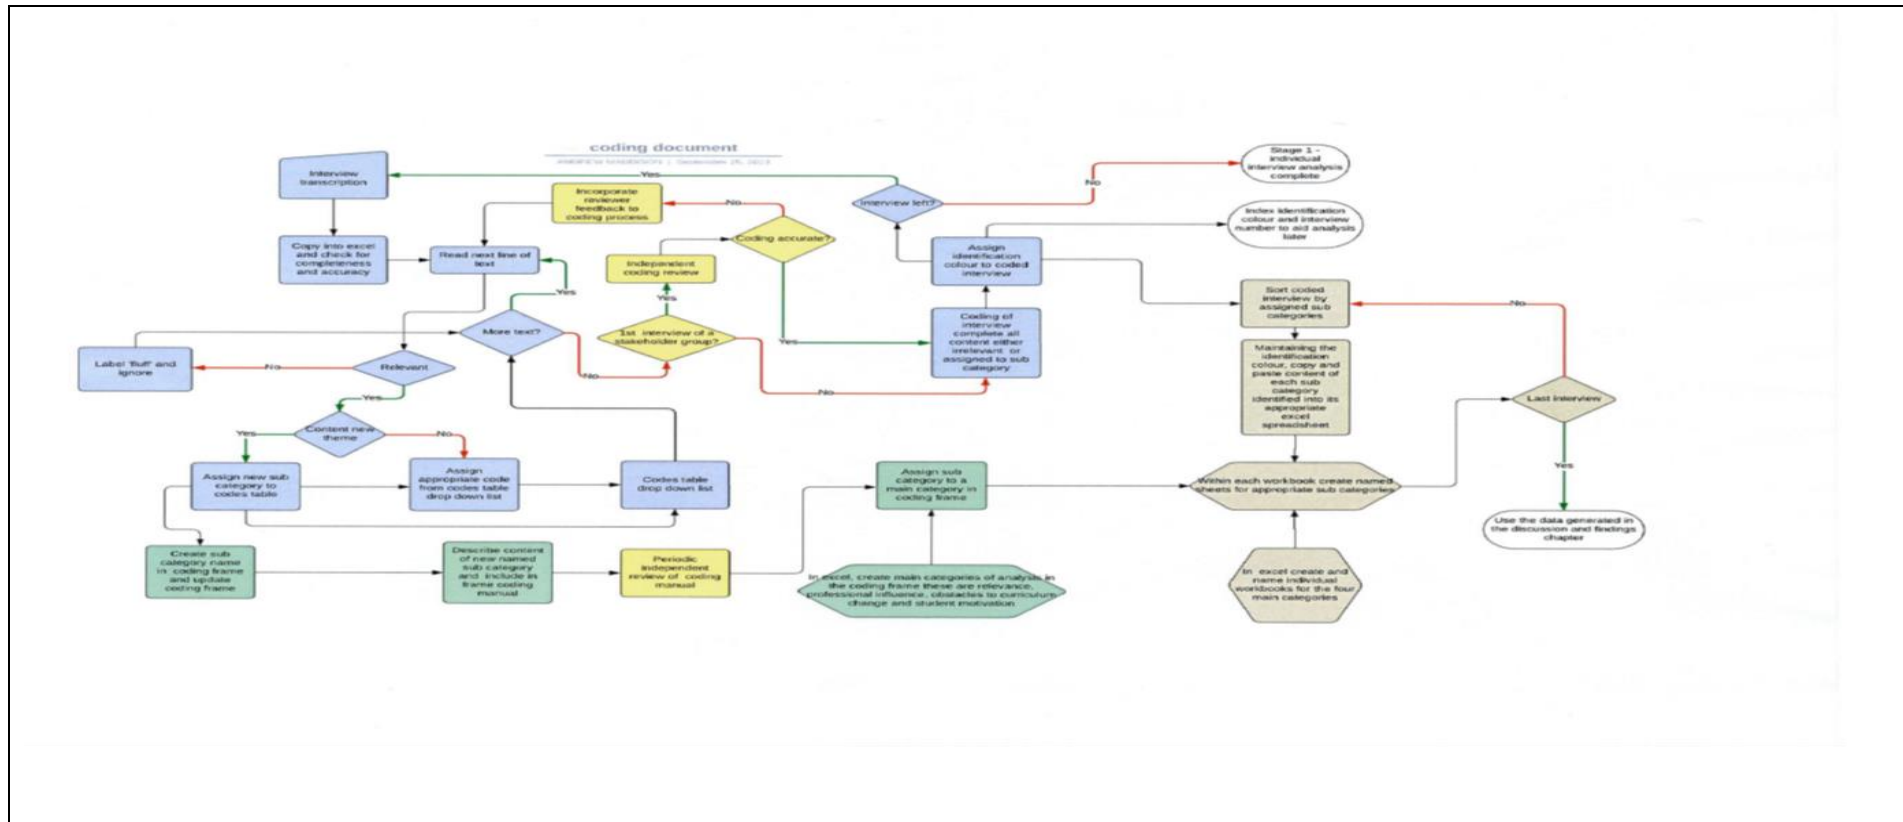 coding document
Interview
transcription
Yes
Incorporate
reviewer
feedback to
coding process
No
Coding accurate?
Interview left?
No
Stage 1 -
individual
interview analysis
complete
Index identification
colour and interview
number to aid analysis
later
Copy into excel
and check for
completeness
and accuracy
Read next line of
text
Independent
coding review
Assign
identification
colour to coded
interview
Yes
Yes
More text?
1st interview of a
stakeholder group?
Yes
Coding of
interview
complete all
content either
irrelevant or
assigned to sub
category
Sort coded
interview by
assigned sub
categories
No
Label 'fluff' and
ignore
No
Relevant
No
No
Maintaining the
identification
colour, copy and
paste content of
each sub
category
identified into its
appropriate
excel
spreadsheet
Last interview
Yes
Content new
theme
Yes
No
Assign new sub
category to
codes table
Assign
appropriate code
from codes table
drop down list
Codes table
drop down list
Assign sub
category to a
main category in
coding frame
Within each workbook create named
sheets for appropriate sub categories
Yes
Use the data generated in
the discussion and findings
chapter
Create sub
category name
in coding frame
and update
coding frame
Describe content
of new named
sub category
and include in
frame coding
manual
Periodic
independent
review of coding
manual
In excel, create main categories of analysis in
the coding frame these are relevance,
professional influence, obstacles to curriculum
change and student motivation
In excel create and
name individual
workbooks for the four
main categories